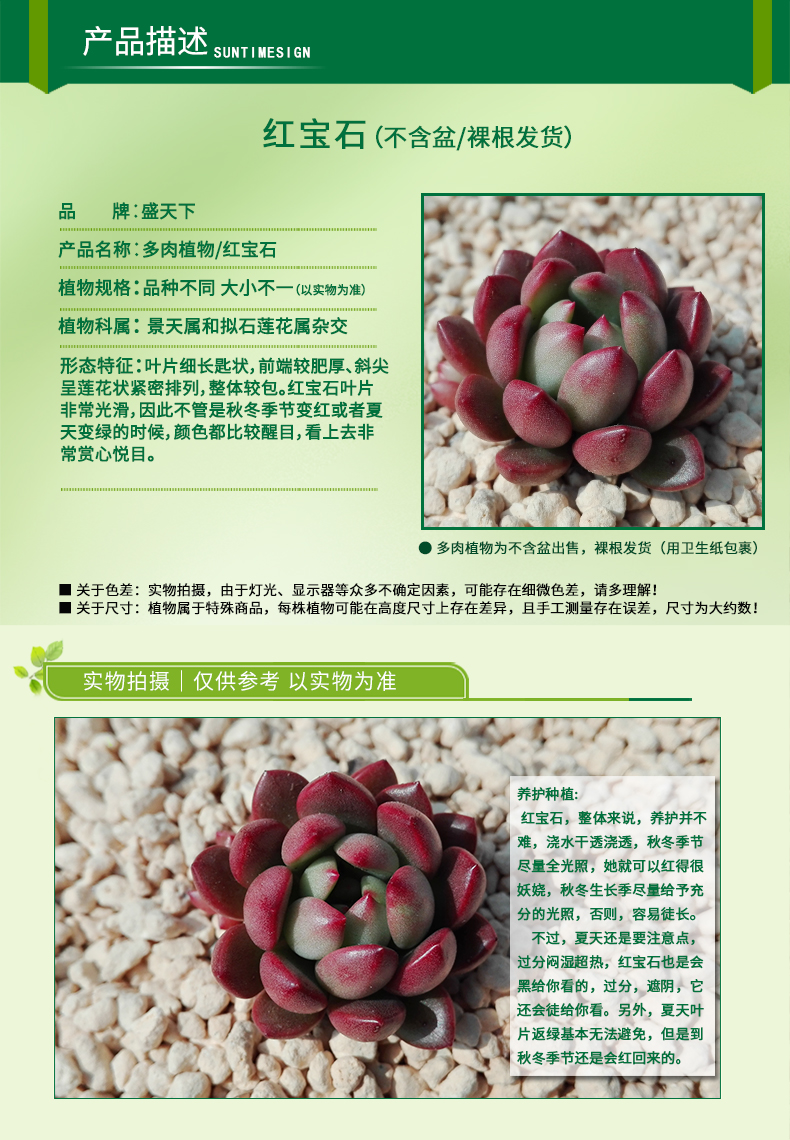 产品描述 SUNTIMESIGN
红宝石（不含盆/裸根发货）
品　　牌：盛天下
产品名称：多肉植物/红宝石
植物规格：品种不同 大小不一（以实物为准）
植物科属：景天属和拟石莲花属杂交
形态特征：叶片细长匙状，前端较肥厚、斜尖
呈莲花状紧密排列，整体较包。红宝石叶片
非常光滑，因此不管是秋冬季节变红或者夏
天变绿的时候，颜色都比较醒目，看上去非
常赏心悦目。
● 多肉植物为不含盆出售，裸根发货（用卫生纸包裹）
■ 关于色差：实物拍摄，由于灯光、显示器等众多不确定因素，可能存在细微色差，请多理解！
■ 关于尺寸：植物属于特殊商品，每株植物可能在高度尺寸上存在差异，且手工测量存在误差，尺寸为大约数！
实物拍摄｜仅供参考 以实物为准
养护种植：
红宝石，整体来说，养护并不
难，浇水干透浇透，秋冬季节
尽量全光照，她就可以红得很
妖娆，秋冬生长季尽量给予充
分的光照，否则，容易徒长。
不过，夏天还是要注意点，
过分闷湿超热，红宝石也是会
黑给你看的，过分，遮阴，它
还会徒给你看。另外，夏天叶
片返绿基本无法避免，但是到
秋冬季节还是会红回来的。